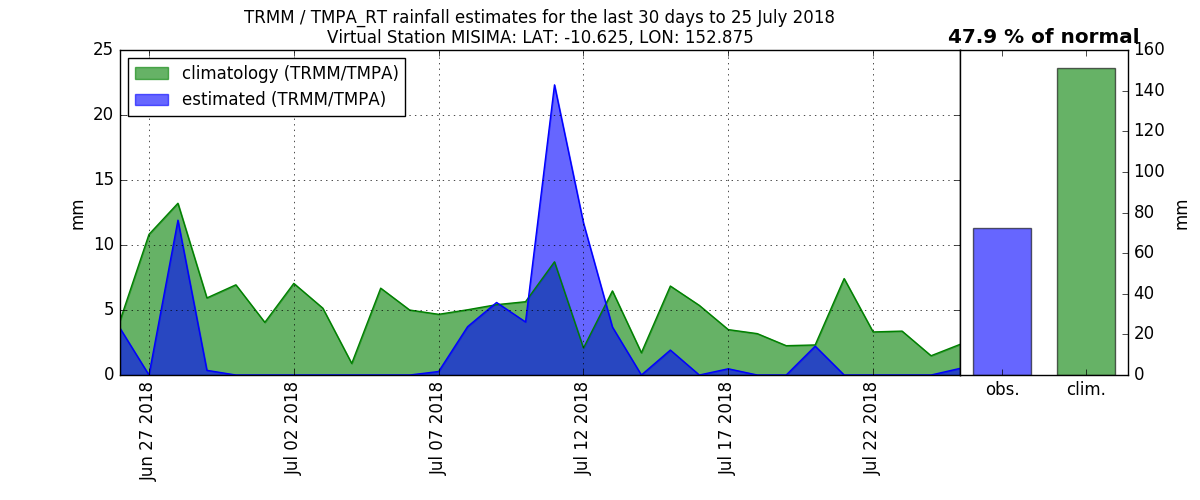 TRMM / TMPA_RT rainfall estimates for the last 30 days to 25 July 2018
Virtual Station MISIMA: LAT: -10.625, LON: 152.875
47.9 % of normal
climatology (TRMM/TMPA)
estimated (TRMM/TMPA)
25
20
15
10
5
0
mm
Jun 27 2018
Jul 02 2018
Jul 07 2018
Jul 12 2018
Jul 17 2018
Jul 22 2018
160
140
120
100
80
60
40
20
0
mm
obs.
clim.